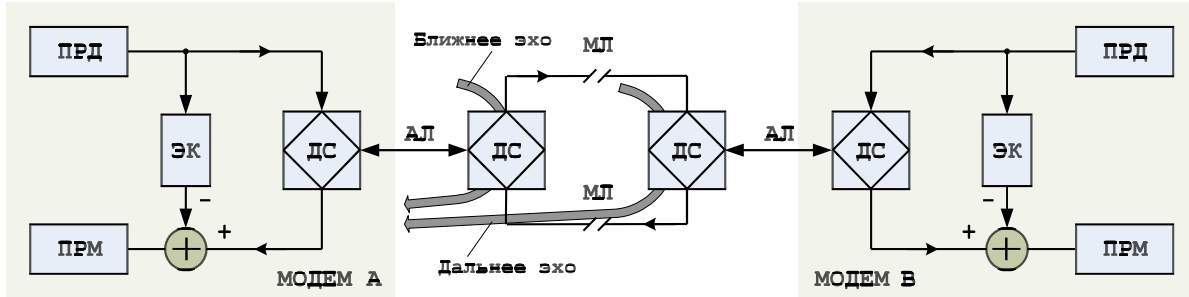 Ближнее эхо
МЛ
ПРД
ПРД
АЛ
АЛ
ЭК
ДС
ДС
ДС
ДС
ЭК
МЛ
–
–
+
+
ПРМ
ПРМ
Дальнее эхо
МОДЕМ А
МОДЕМ В